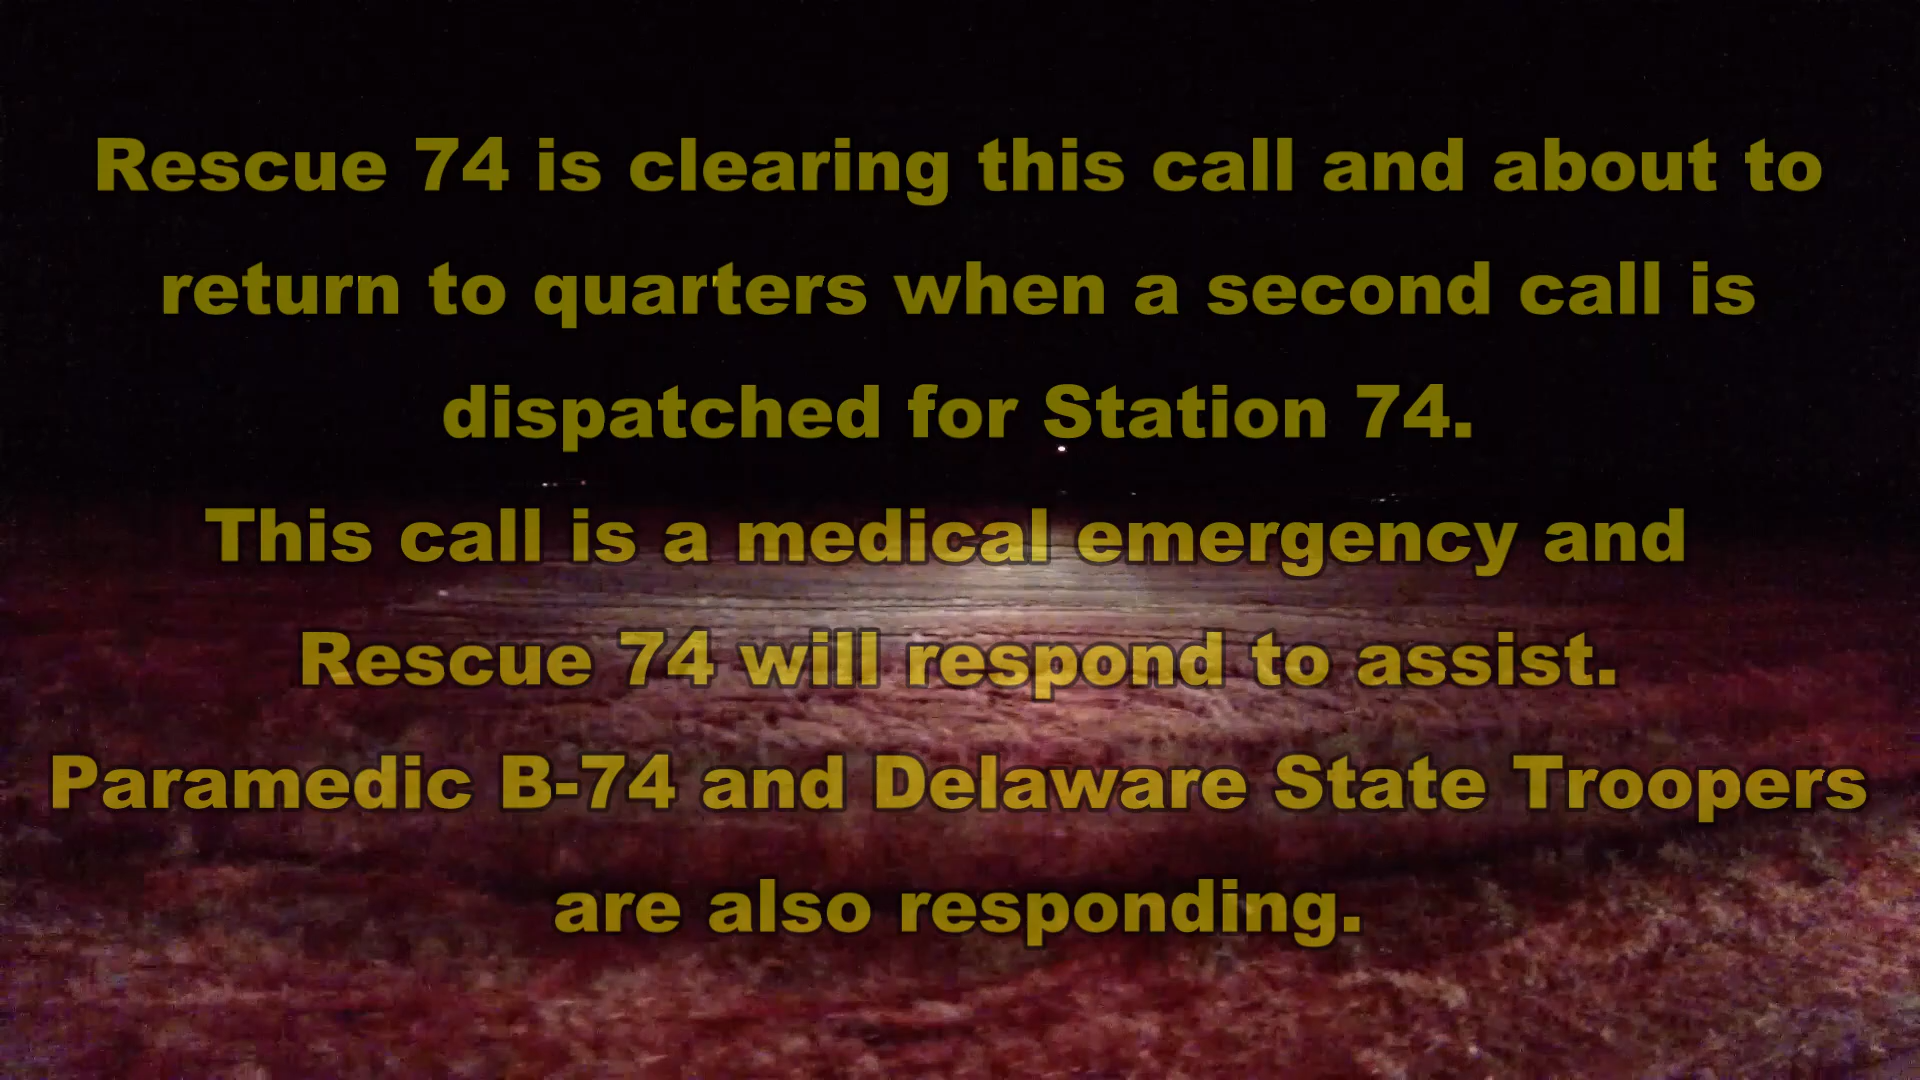 Rescue 74 is clearing this call and about to
return to quarters when a second call is
dispatched for Station 74.
This call is a medical emergency and
Rescue 74 will respond to assist.
Paramedic B-74 and Delaware State Troopers
are also responding.